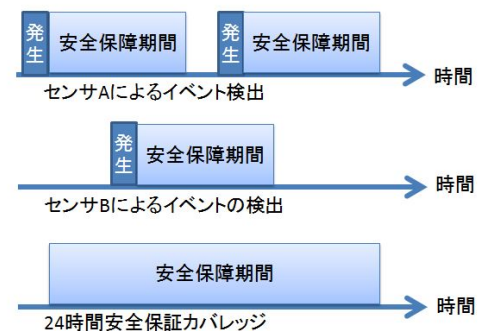 発生 安全保障期間 発生 安全保障期間
時間
センサAによるイベント検出
発生 安全保障期間
時間
センサBによるイベントの検出
安全保障期間
時間
24時間安全保証カバレッジ